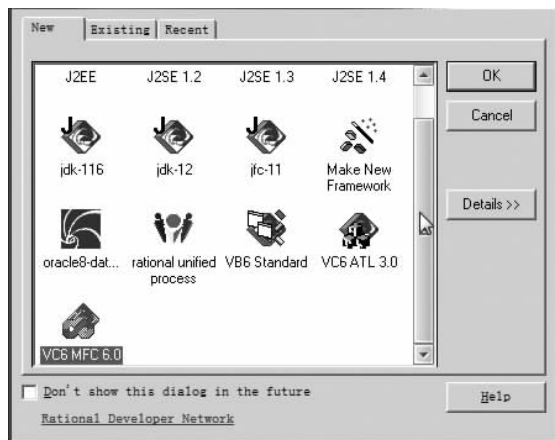 New Existing Recent
J2EE J2SE 1.2 J2SE 1.3 J2SE 1.4
OK
Cancel
jdk-116 jdk-12 jfc-11 Make New
Framework
Details >>
oracle8-dat... rational unified VB6 Standard VC6 ATL 3.0
process
VC6 MFC 6.0
Don't show this dialog in the future
Help
Rational Developer Network